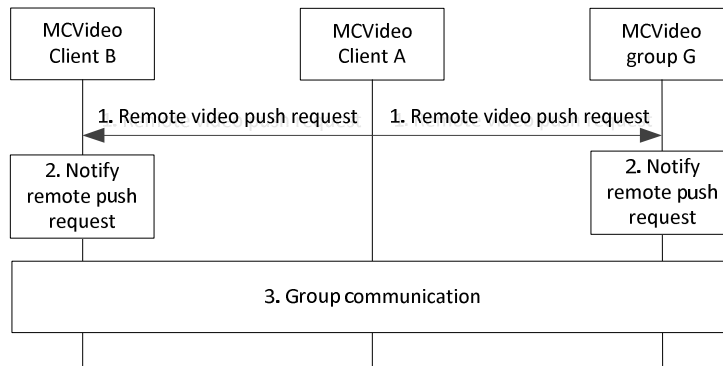 MCVideo
Client B
MCVideo
Client A
MCVideo
group G
1. Remote video push request
1. Remote video push request
2. Notify
remote push
request
2. Notify
remote push
request
3. Group communication